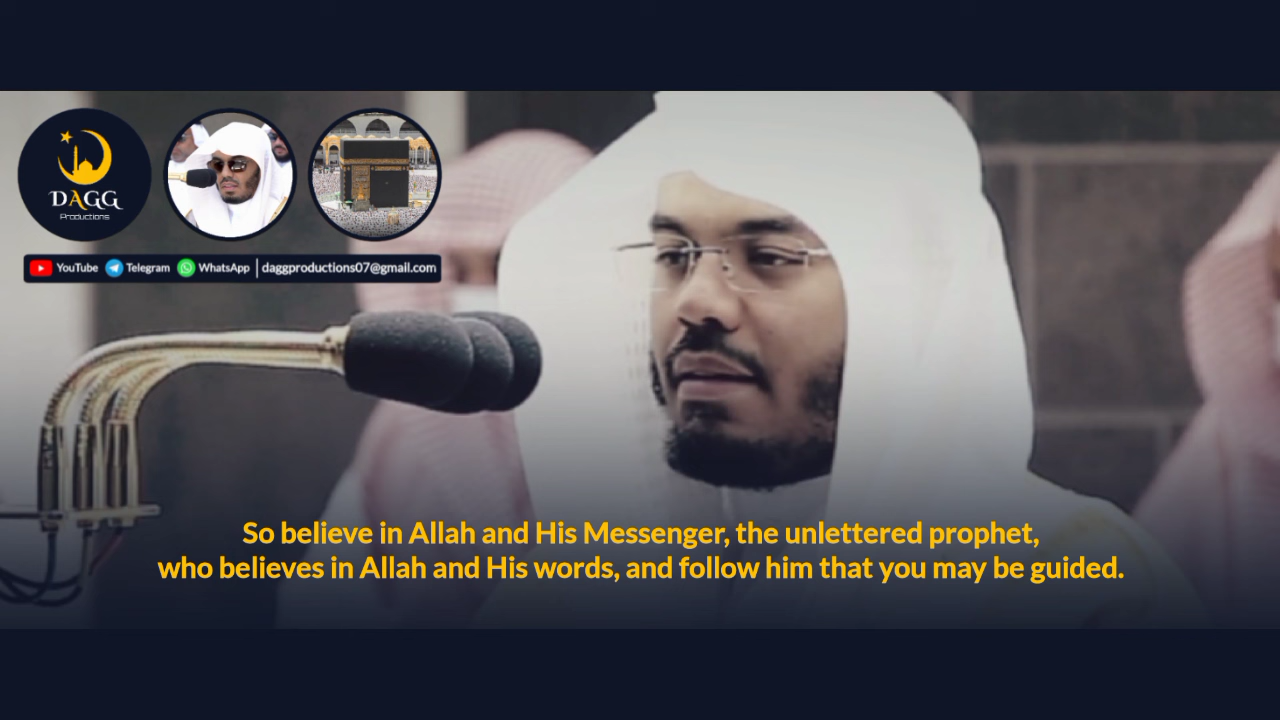 DAGG
Productions
YouTube Telegram WhatsApp daggproductions07@gmail.com
So believe in Allah and His Messenger, the unlettered prophet,
who believes in Allah and His words, and follow him that you may be guided.